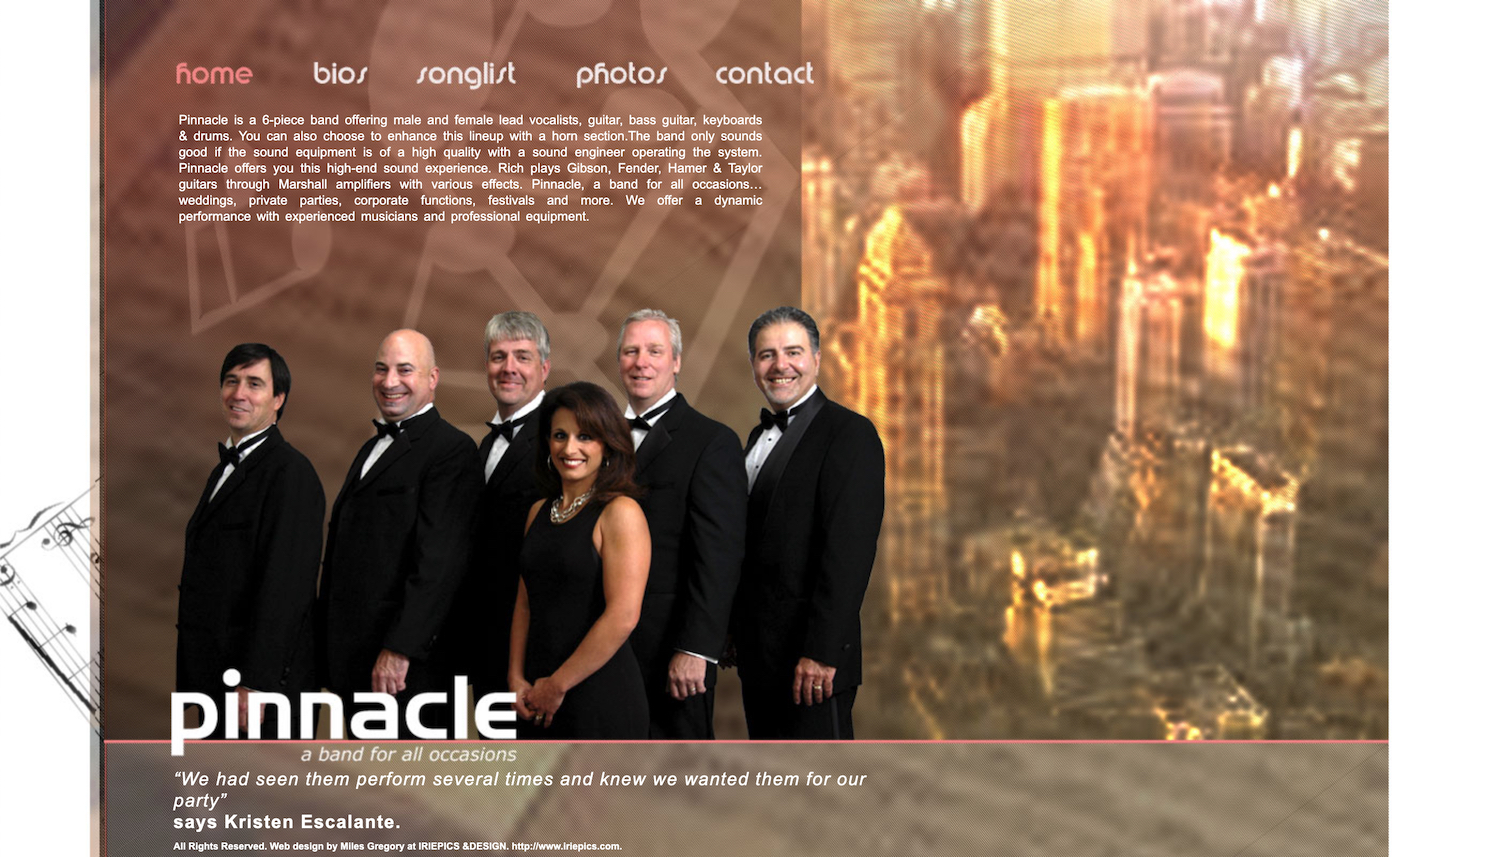 home bios songlist photos contact
Pinnacle is a 6-piece band offering male and female lead vocalists, guitar, bass guitar, keyboards
& drums. You can also choose to enhance this lineup with a horn section.The band only sounds
good if the sound equipment is of a high quality with a sound engineer operating the system.
Pinnacle offers you this high-end sound experience. Rich plays Gibson, Fender, Hamer & Taylor
guitars through Marshall amplifiers with various effects. Pinnacle, a band for all occasions...
weddings, private parties, corporate functions, festivals and more. We offer a dynamic
performance with experienced musicians and professional equipment.
pinnacle
a band for all occasions
“We had seen them perform several times and knew we wanted them for our
party”
says Kristen Escalante.
All Rights Reserved. Web design by Miles Gregory at IRIEPICS &DESIGN. http://www.iriepics.com.